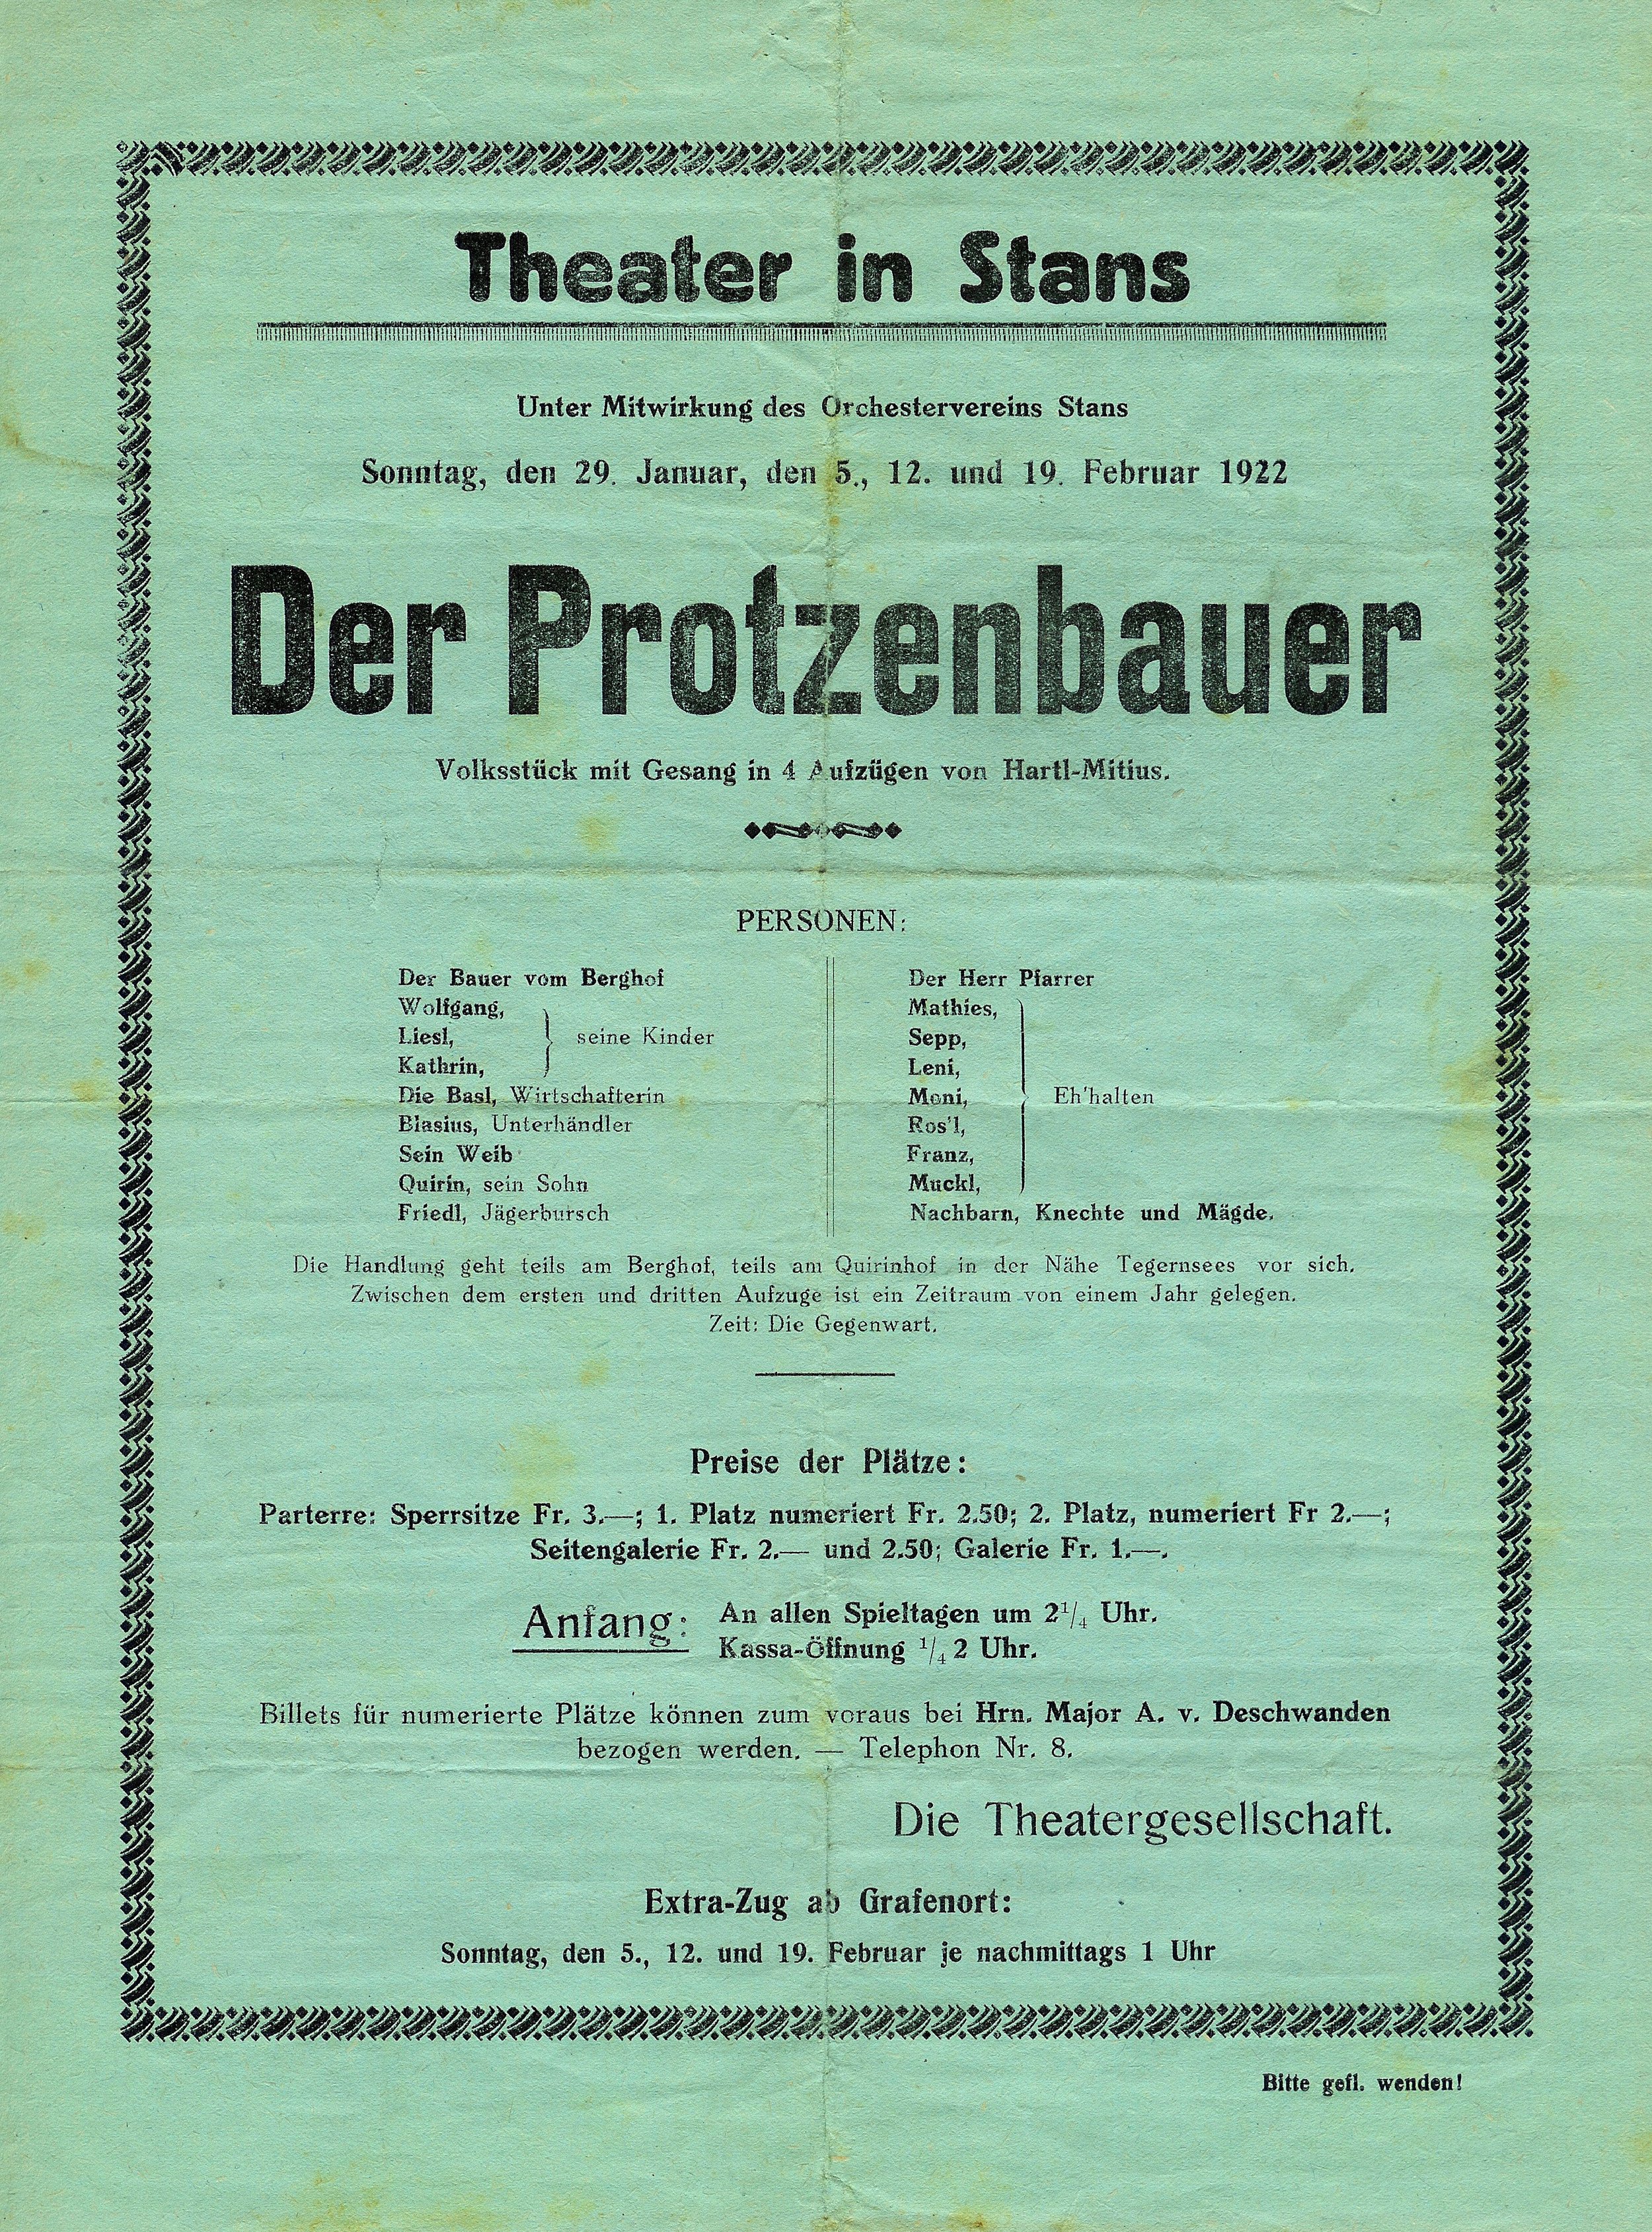 Theater in Stans
Unter Mitwirkung des Orchestervereins Stans
Sonntag, den 29. Januar, den 5., 12. und 19. Februar 1922
Der Protzenbauer
Volksstück mit Gesang in 4 Aufzügen von Hartl-Mitius.
PERSONEN:
Der Bauer vom Berghof
Wolfgang,
Liesl, seine Kinder
Kathrin,
Die Basl, Wirtschafterin
Blasius, Unterhändler
Sein Weib
Quirin, sein Sohn
Friedl, Jägerbursch
Der Herr Pfarrer
Mathies,
Sepp,
Leni,
Moni, Eh'halten
Ros'l,
Franz,
Muckl,
Nachbarn, Knechte und Mägde.
Die Handlung geht teils am Berghof, teils am Quirinhof in der Nähe Tegernsees vor sich.
Zwischen dem ersten und dritten Aufzuge ist ein Zeitraum von einem Jahr gelegen.
Zeit: Die Gegenwart.
Preise der Plätze:
Parterre: Sperrsitze Fr. 3.—; 1. Platz numeriert Fr. 2.50; 2. Platz, numeriert Fr 2.—;
Seitengalerie Fr. 2.— und 2.50; Galerie Fr. 1.—.
Anfang: An allen Spieltagen um 2 1/4 Uhr.
Kassa-Öffnung 1/4 2 Uhr.
Billets für numerierte Plätze können zum voraus bei Hrn. Major A. v. Deschwanden
bezogen werden. — Telephon Nr. 8.
Die Theatergesellschaft.
Extra-Zug ab Grafenort:
Sonntag, den 5., 12. und 19. Februar je nachmittags 1 Uhr
Bitte gefl. wenden!